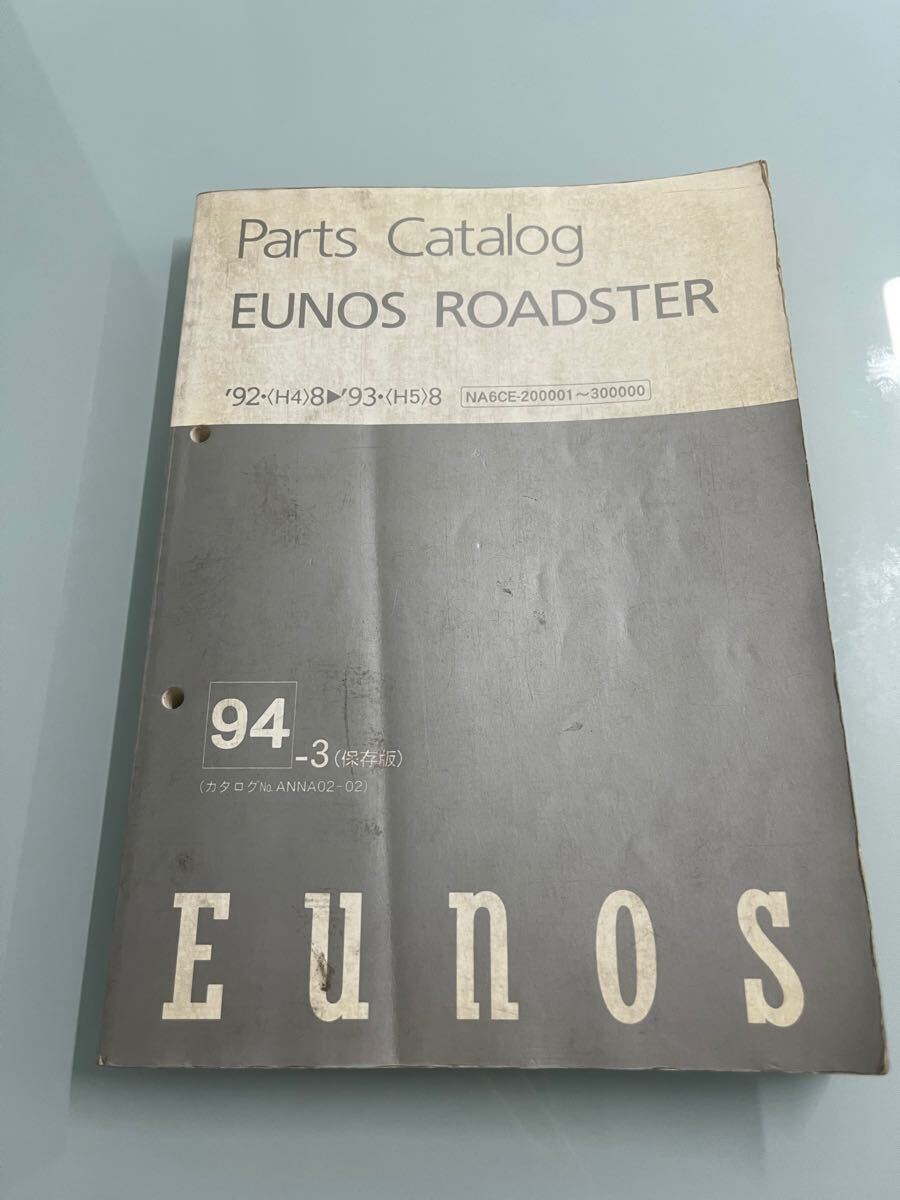 Parts Catalog
EUNOS ROADSTER
'92・〈H4〉8▶'93・〈H5〉8 NA6CE-200001～300000
94-3(保存版)
(カタログNo.ANNA02-02)
EunoS